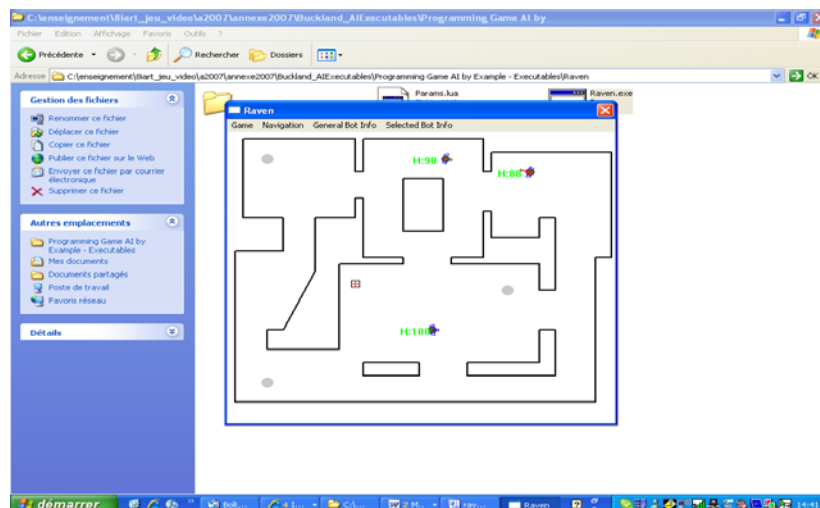 C:\enseignement\8iart_jeu_video\a2007\annexe2007\Buckland_AIExecutables\Programming Game AI by
Fichier Edition Affichage Favoris Outils ?
Précédente Rechercher Dossiers
Adresse C:\enseignement\8iart_jeu_video\a2007\annexe2007\Buckland_AIExecutables\Programming Game AI by Example - Executables\Raven OK
Gestion des fichiers
Renommer ce fichier
Déplacer ce fichier
Copier ce fichier
Publier ce fichier sur le Web
Envoyer ce fichier par courrier
électronique
Supprimer ce fichier
Autres emplacements
Programming Game AI by
Example - Executables
Mes documents
Documents partagés
Poste de travail
Favoris réseau
Détails
Params.lua
Raven.exe
Raven
Game Navigation General Bot Info Selected Bot Info
H:90
H:88
H:100
démarrer Boît... C:\... 2 M... rav... Raven 14:41